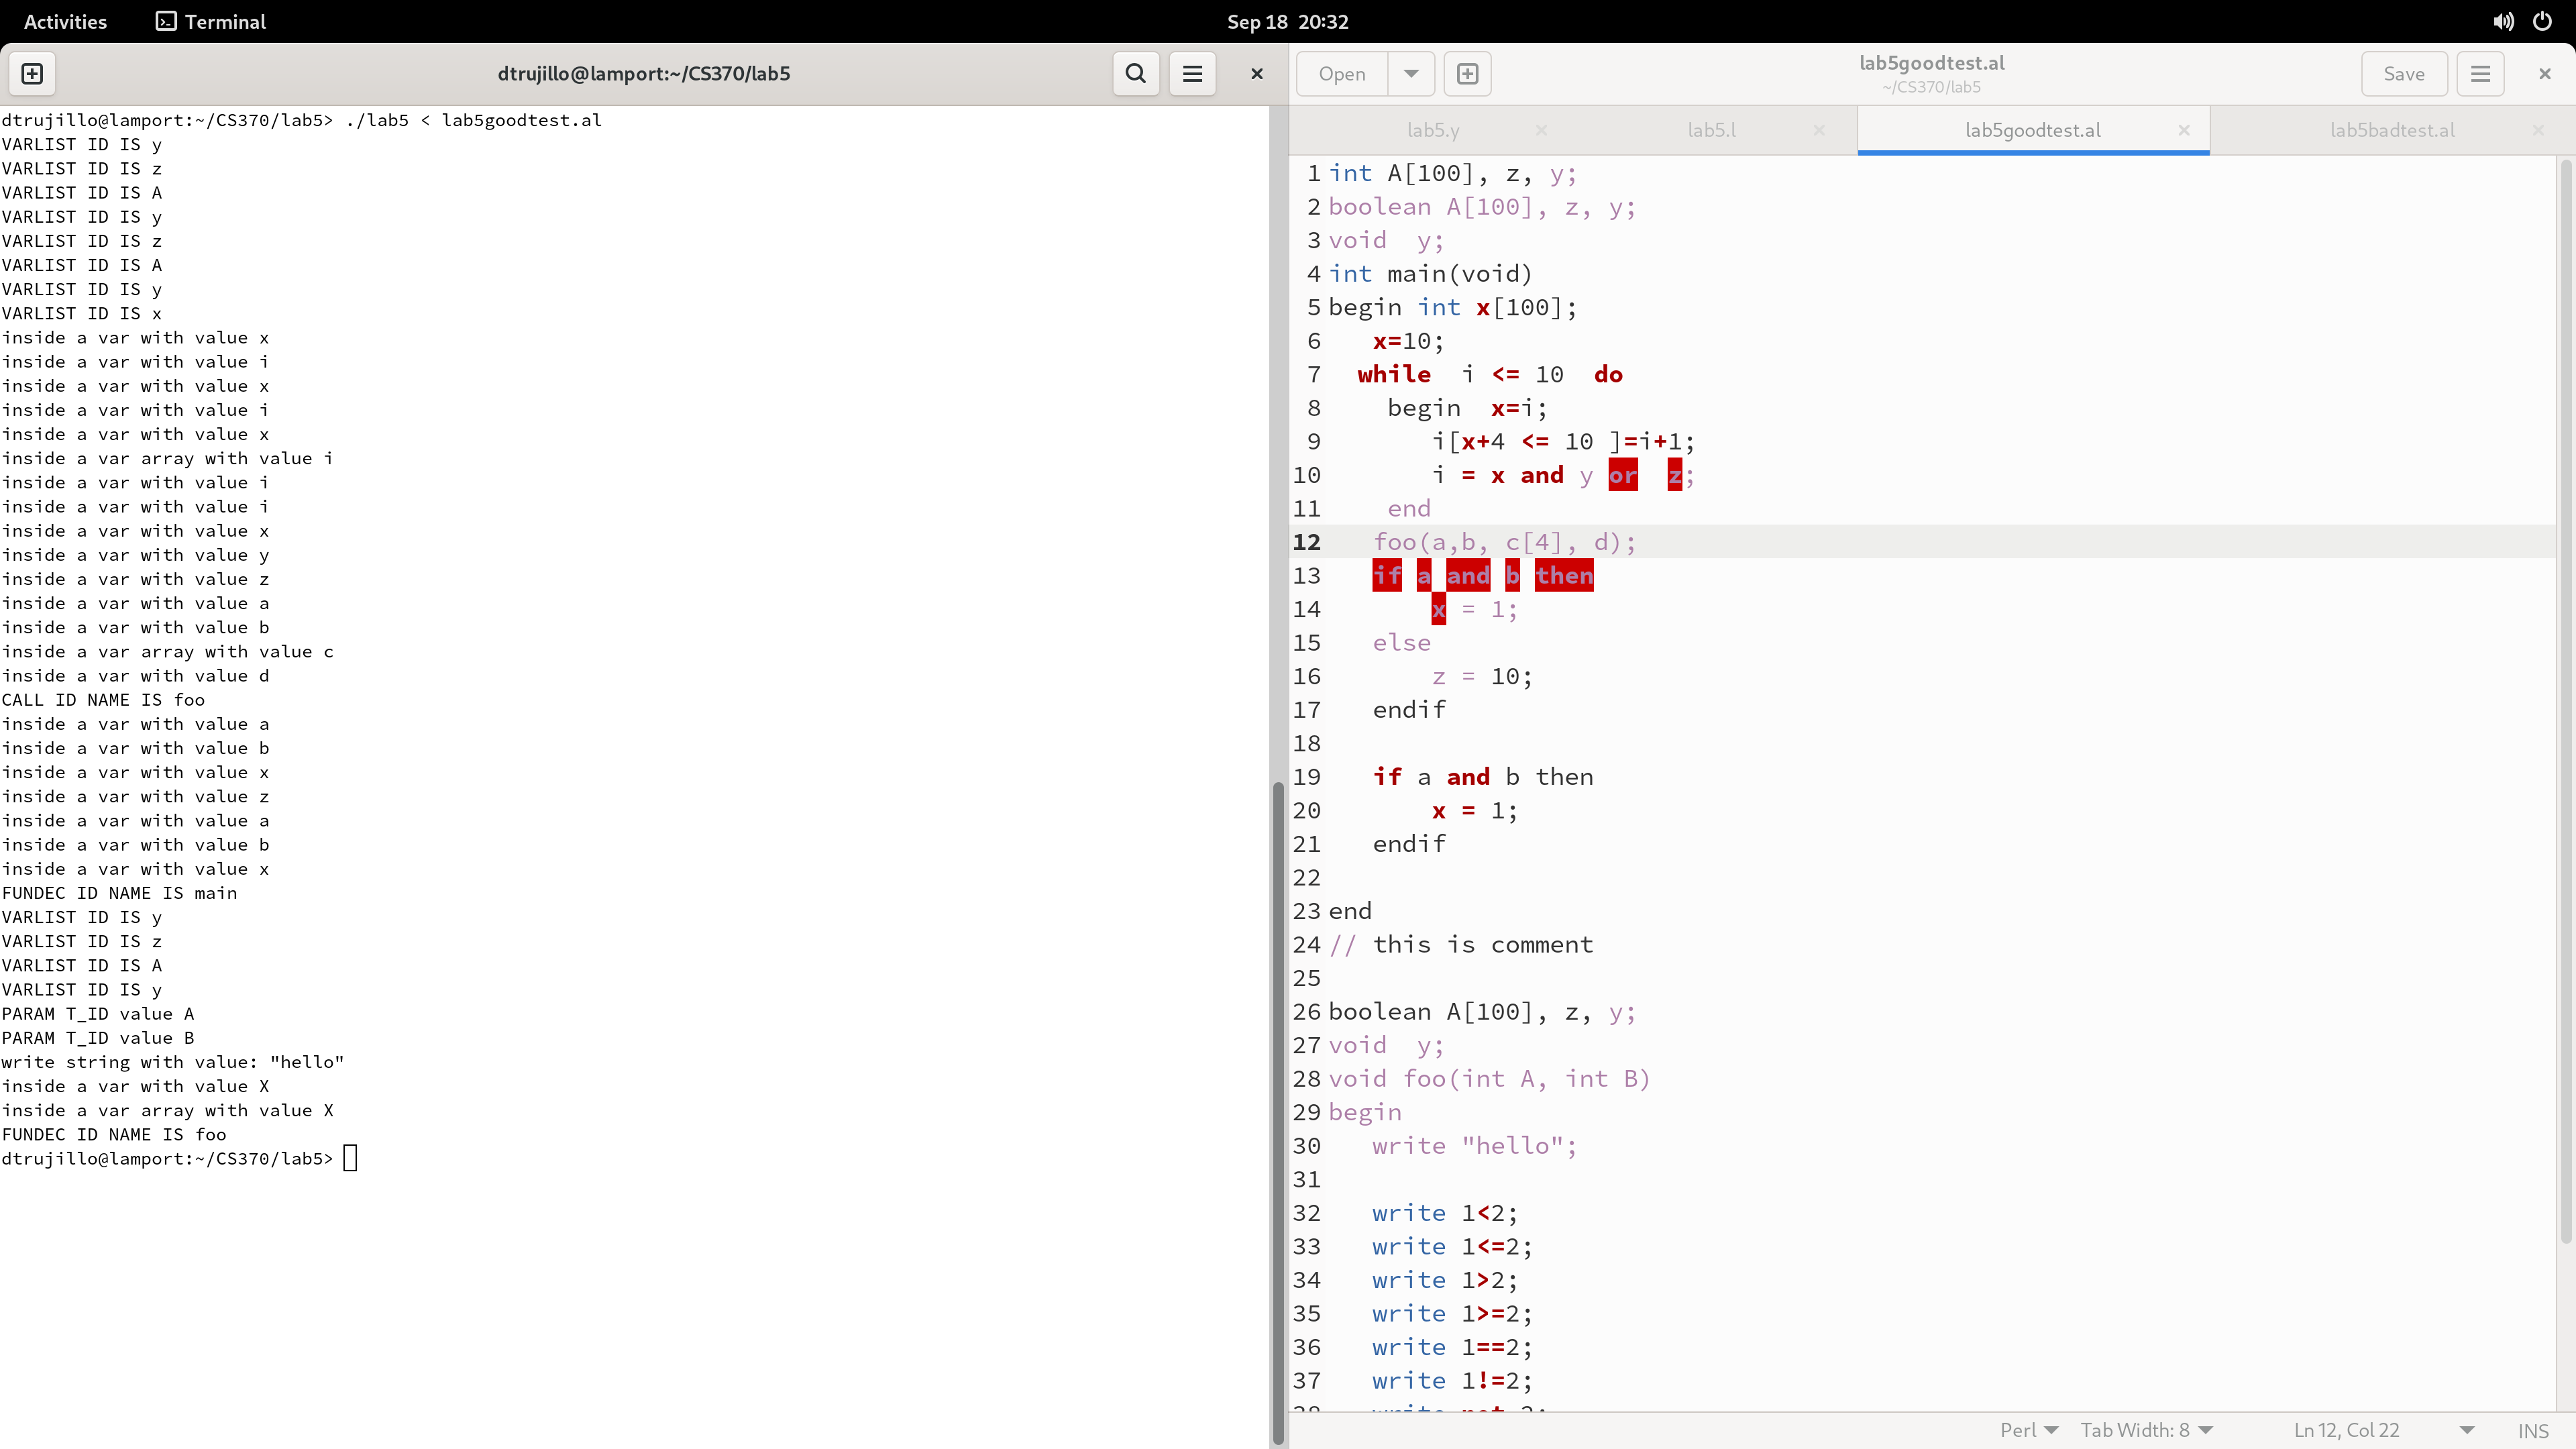 Activities Terminal Sep 18 20:32
dtrujillo@lamport:~/CS370/lab5
dtrujillo@lamport:~/CS370/lab5> ./lab5 < lab5goodtest.al
VARLIST ID IS y
VARLIST ID IS z
VARLIST ID IS A
VARLIST ID IS y
VARLIST ID IS z
VARLIST ID IS A
VARLIST ID IS y
VARLIST ID IS x
inside a var with value x
inside a var with value i
inside a var with value x
inside a var with value i
inside a var with value x
inside a var array with value i
inside a var with value i
inside a var with value i
inside a var with value x
inside a var with value y
inside a var with value z
inside a var with value a
inside a var with value b
inside a var array with value c
inside a var with value d
CALL ID NAME IS foo
inside a var with value a
inside a var with value b
inside a var with value x
inside a var with value z
inside a var with value a
inside a var with value b
inside a var with value x
FUNDEC ID NAME IS main
VARLIST ID IS y
VARLIST ID IS z
VARLIST ID IS A
VARLIST ID IS y
PARAM T_ID value A
PARAM T_ID value B
write string with value: "hello"
inside a var with value X
inside a var array with value X
FUNDEC ID NAME IS foo
dtrujillo@lamport:~/CS370/lab5>
Open lab5goodtest.al Save
~/CS370/lab5
lab5.y lab5.l lab5goodtest.al lab5badtest.al
1 int A[100], z, y;
2 boolean A[100], z, y;
3 void  y;
4 int main(void)
5 begin int x[100];
6    x=10;
7   while  i <= 10  do
8     begin  x=i;
9        i[x+4 <= 10 ]=i+1;
10        i = x and y or  z;
11     end
12    foo(a,b, c[4], d);
13    if a and b then
14        x = 1;
15    else
16        z = 10;
17    endif
18
19    if a and b then
20        x = 1;
21    endif
22
23 end
24 // this is comment
25
26 boolean A[100], z, y;
27 void  y;
28 void foo(int A, int B)
29 begin
30    write "hello";
31
32    write 1<2;
33    write 1<=2;
34    write 1>2;
35    write 1>=2;
36    write 1==2;
37    write 1!=2;
38    write not 2;
Perl Tab Width: 8 Ln 12, Col 22 INS